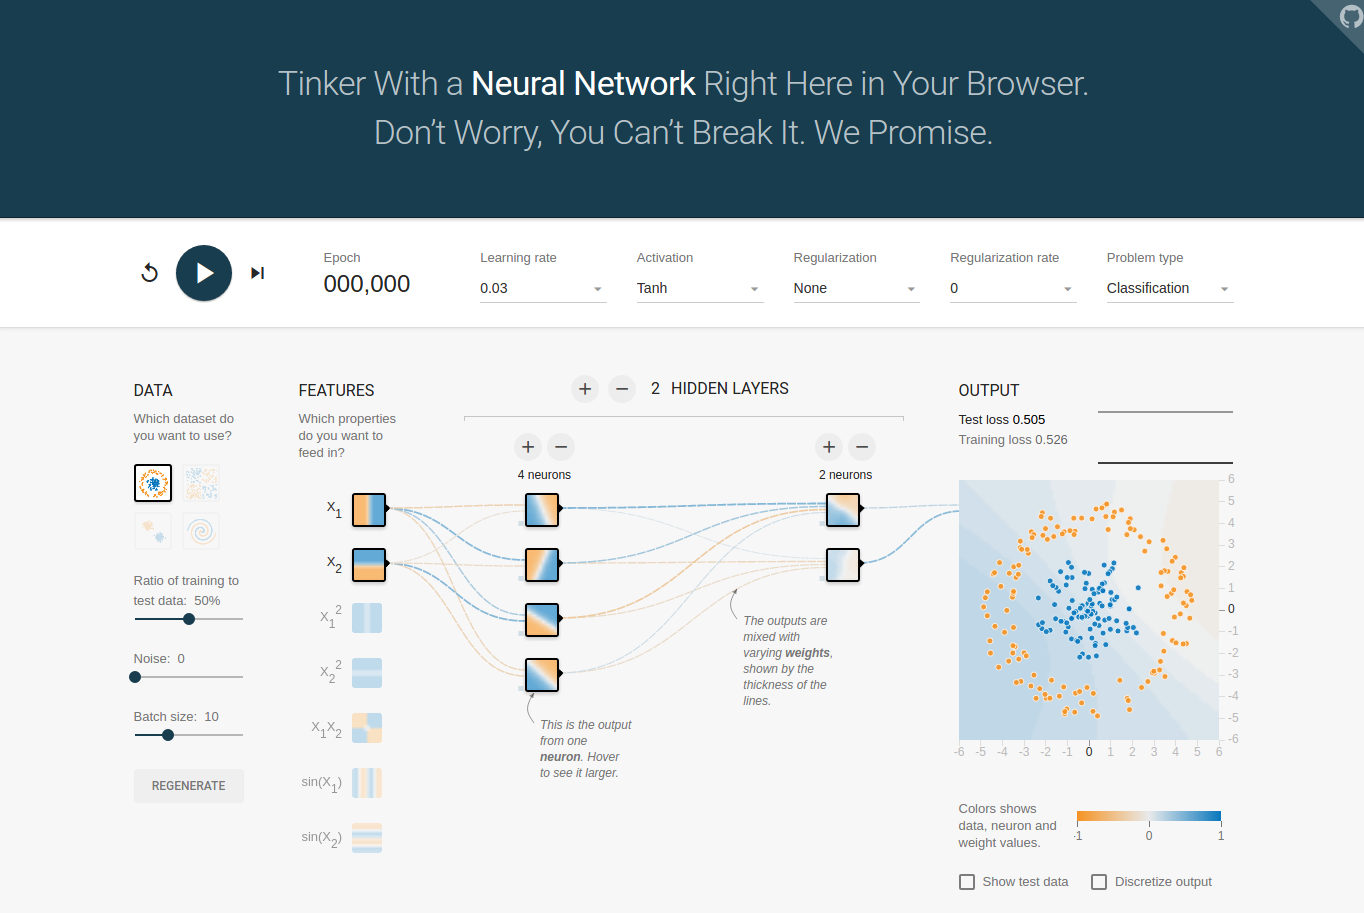 Tinker With a Neural Network Right Here in Your Browser.
Don't Worry, You Can't Break It. We Promise.
Epoch
000,000
Learning rate
0.03
Activation
Tanh
Regularization
None
Regularization rate
0
Problem type
Classification
DATA
Which dataset do
you want to use?
Ratio of training to
test data: 50%
Noise: 0
Batch size: 10
REGENERATE
FEATURES
Which properties
do you want to
feed in?
X1
X2
X1^2
X2^2
X1X2
sin(X1)
sin(X2)
+ − 2 HIDDEN LAYERS
+ −
4 neurons
+ −
2 neurons
This is the output
from one
neuron. Hover
to see it larger.
The outputs are
mixed with
varying weights,
shown by the
thickness of the
lines.
OUTPUT
Test loss 0.505
Training loss 0.526
6
5
4
3
2
1
0
-1
-2
-3
-4
-5
-6
-6 -5 -4 -3 -2 -1 0 1 2 3 4 5 6
Colors shows
data, neuron and
weight values.
-1 0 1
Show test data
Discretize output